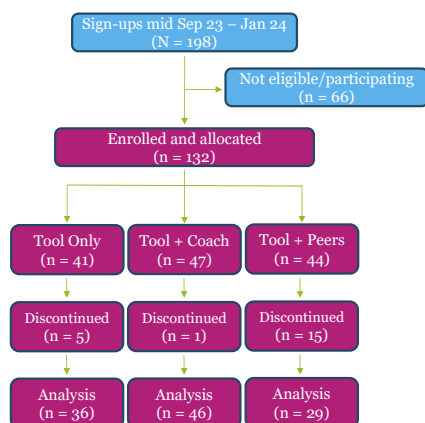 Sign-ups mid Sep 23 – Jan 24
(N = 198)
Not eligible/participating
(n = 66)
Enrolled and allocated
(n = 132)
Tool Only
(n = 41)
Tool + Coach
(n = 47)
Tool + Peers
(n = 44)
Discontinued
(n = 5)
Discontinued
(n = 1)
Discontinued
(n = 15)
Analysis
(n = 36)
Analysis
(n = 46)
Analysis
(n = 29)